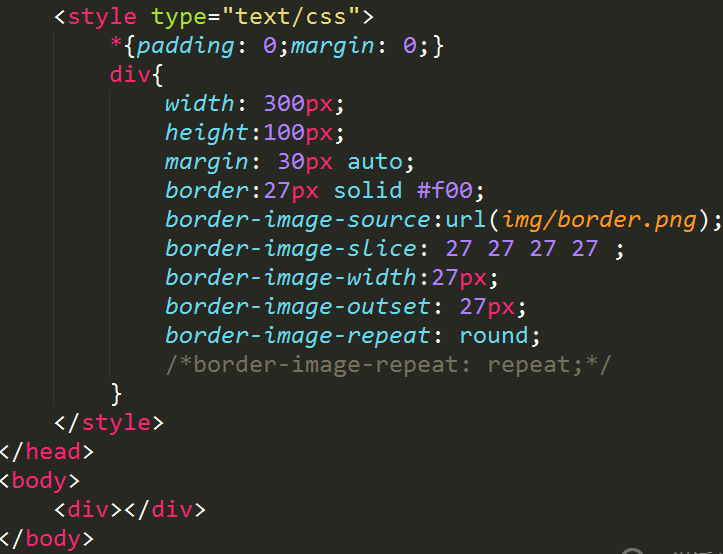 <style type="text/css">
*{padding: 0;margin: 0;}
div{
width: 300px;
height:100px;
margin: 30px auto;
border:27px solid #f00;
border-image-source:url(img/border.png);
border-image-slice: 27 27 27 27 ;
border-image-width:27px;
border-image-outset: 27px;
border-image-repeat: round;
/*border-image-repeat: repeat;*/
}
</style>
</head>
<body>
<div></div>
</body>